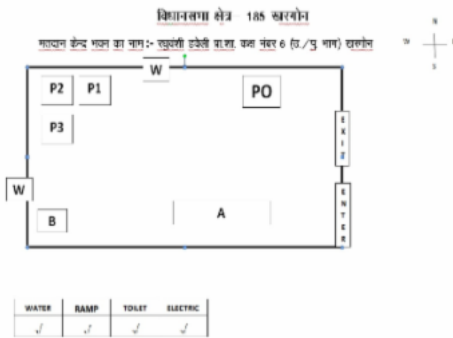 विधानसभा क्षेत्र - 185 खरगोन
मतदान केन्द्र भवन का नाम:- रघुवंशी हवेली प्रा.शा. कक्ष नंबर 6 (उ./पु. भाग) खरगोन
N
W
S
W
P2 P1 PO
P3
EXIT
W
ENTER
B A
WATER RAMP TOILET ELECTRIC
✓ ✓ ✓ ✓